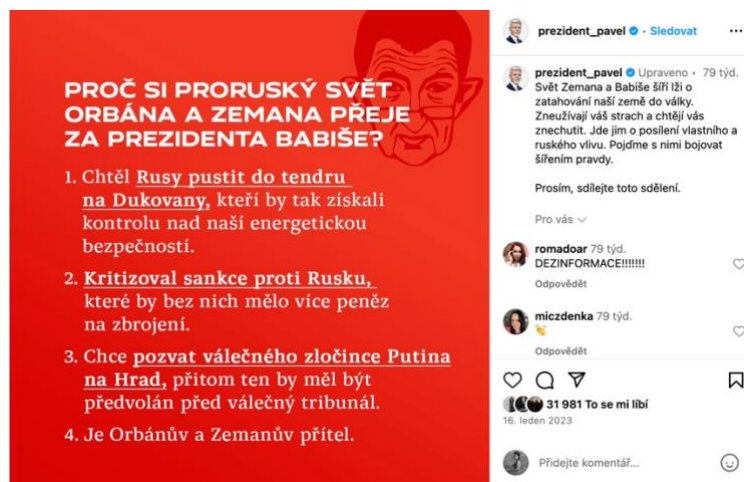 PROČ SI PRORUSKÝ SVĚT
ORBÁNA A ZEMANA PŘEJE
ZA PREZIDENTA BABIŠE?
1. Chtěl Rusy pustit do tendru
na Dukovany, kteří by tak získali
kontrolu nad naší energetickou
bezpečností.
2. Kritizoval sankce proti Rusku,
které by bez nich mělo více peněz
na zbrojení.
3. Chce pozvat válečného zločince Putina
na Hrad, přitom ten by měl být
předvolán před válečný tribunál.
4. Je Orbánův a Zemanův přítel.
prezident_pavel • Sledovat
prezident_pavel Upraveno • 79 týd.
Svět Zemana a Babiše šíří lži o
zatahování naší země do války.
Zneužívají váš strach a chtějí vás
znechutit. Jde jim o posílení vlastního a
ruského vlivu. Pojďme s nimi bojovat
šířením pravdy.
Prosím, sdílejte toto sdělení.
Pro vás
romadoar 79 týd.
DEZINFORMACE!!!!!!!
Odpovědět
miczdenka 79 týd.
👏
Odpovědět
31 981 To se mi líbí
16. leden 2023
Přidejte komentář...